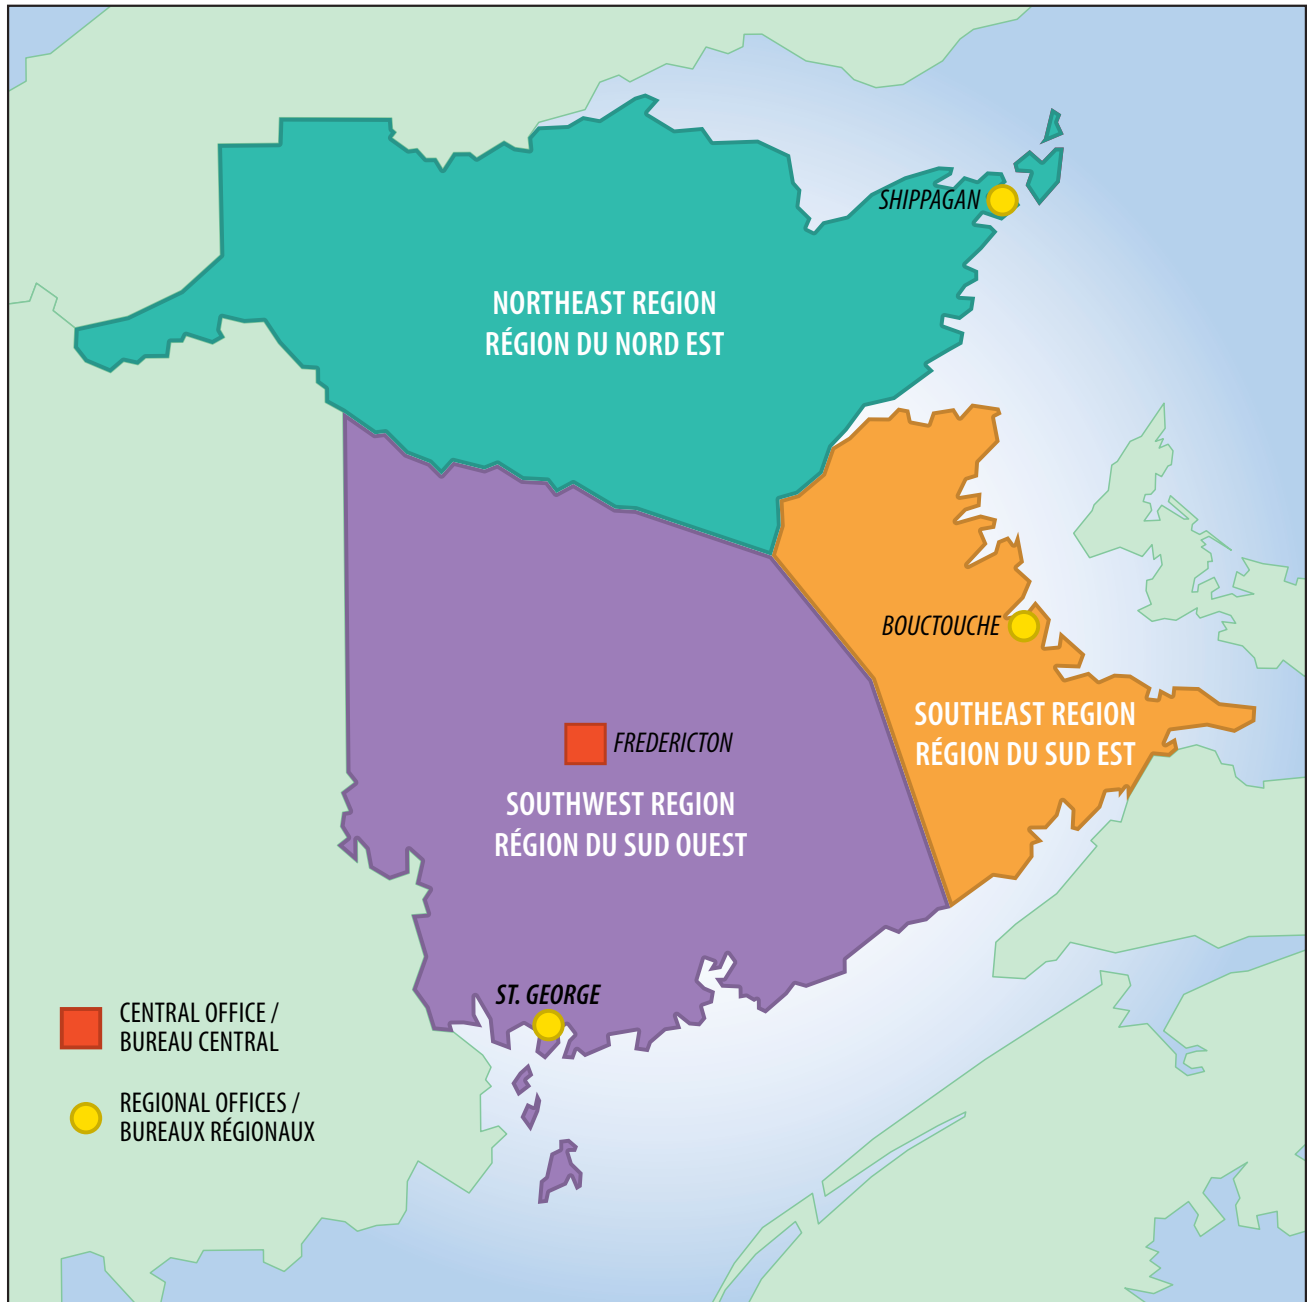 SHIPPAGAN
NORTHEAST REGION
RÉGION DU NORD EST
BOUCTOUCHE
SOUTHEAST REGION
RÉGION DU SUD EST
FREDERICTON
SOUTHWEST REGION
RÉGION DU SUD OUEST
ST. GEORGE
CENTRAL OFFICE /
BUREAU CENTRAL
REGIONAL OFFICES /
BUREAUX RÉGIONAUX